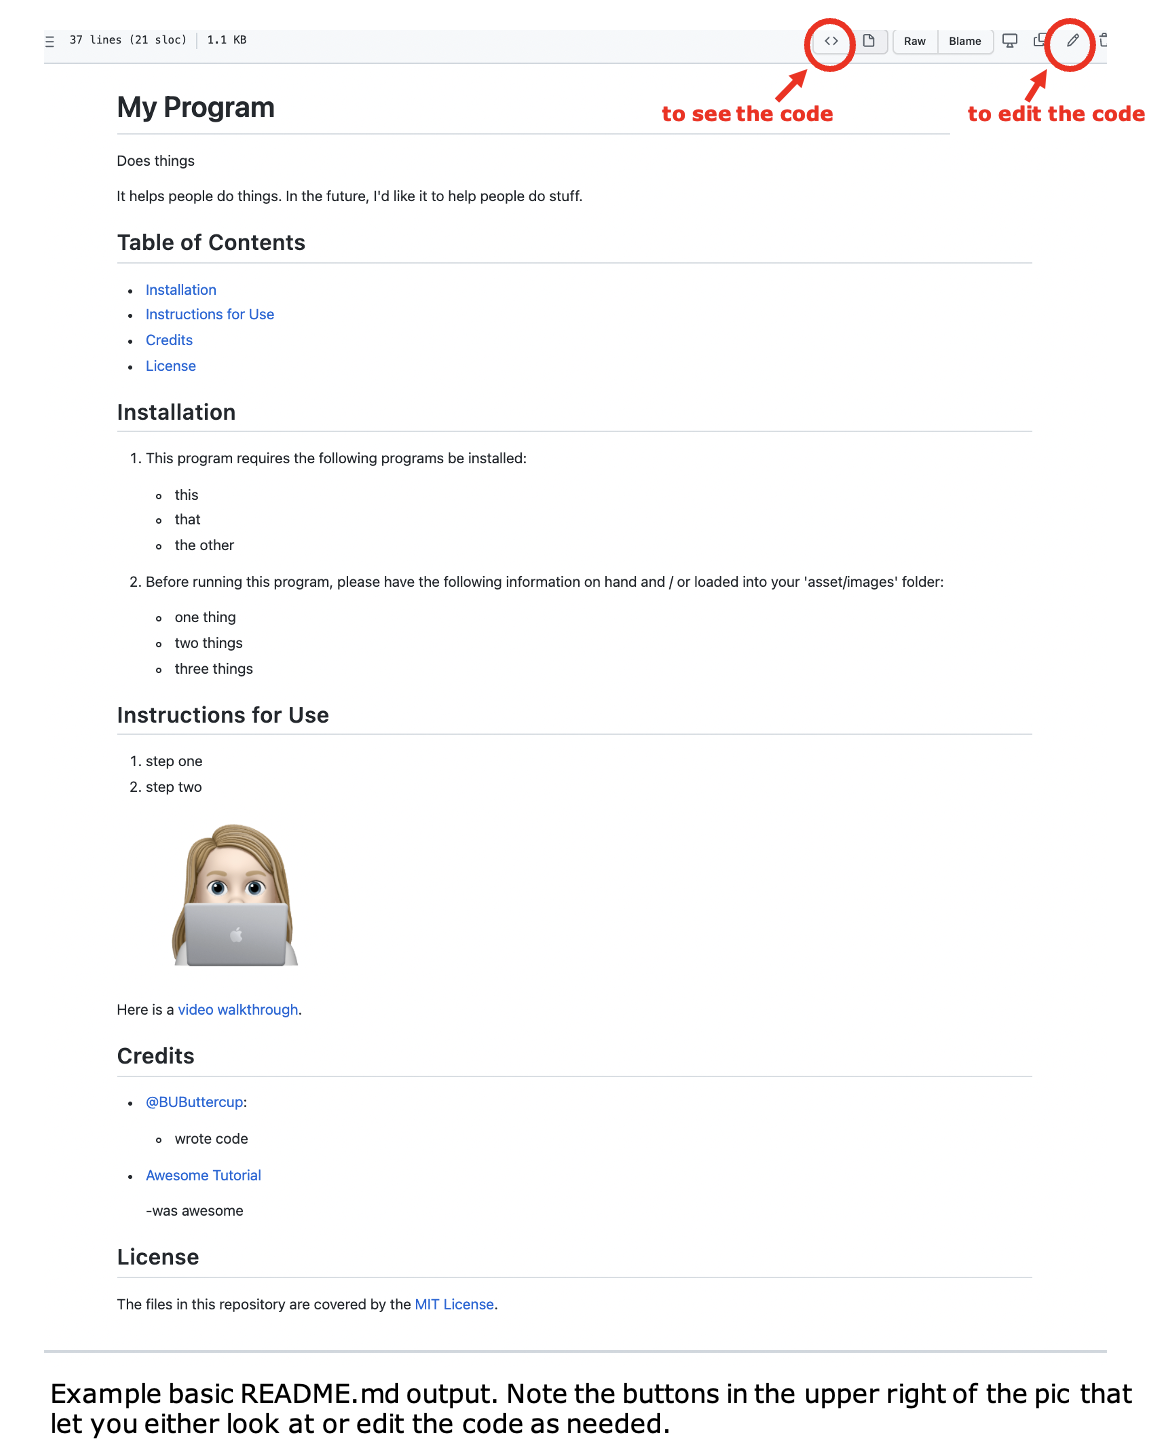 37 lines (21 sloc) 1.1 KB <> Raw Blame
to see the code to edit the code
My Program
Does things
It helps people do things. In the future, I'd like it to help people do stuff.
Table of Contents
• Installation
• Instructions for Use
• Credits
• License
Installation
1. This program requires the following programs be installed:
◦ this
◦ that
◦ the other
2. Before running this program, please have the following information on hand and / or loaded into your 'asset/images' folder:
◦ one thing
◦ two things
◦ three things
Instructions for Use
1. step one
2. step two
Here is a video walkthrough.
Credits
• @BUButtercup:
◦ wrote code
• Awesome Tutorial
-was awesome
License
The files in this repository are covered by the MIT License.
Example basic README.md output. Note the buttons in the upper right of the pic that
let you either look at or edit the code as needed.